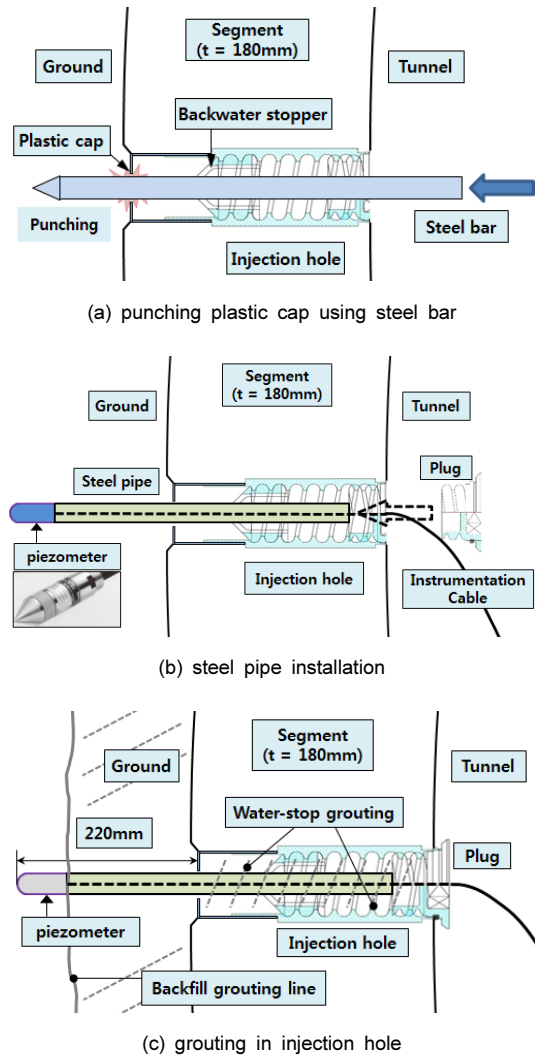 Segment
(t = 180mm)
Ground
Tunnel
Backwater stopper
Plastic cap
Punching
Steel bar
Injection hole
(a) punching plastic cap using steel bar
Segment
(t = 180mm)
Ground
Tunnel
Steel pipe
Plug
piezometer
Injection hole
Instrumentation
Cable
(b) steel pipe installation
Segment
(t = 180mm)
Ground
Tunnel
220mm
Water-stop grouting
Plug
piezometer
Injection hole
Backfill grouting line
(c) grouting in injection hole